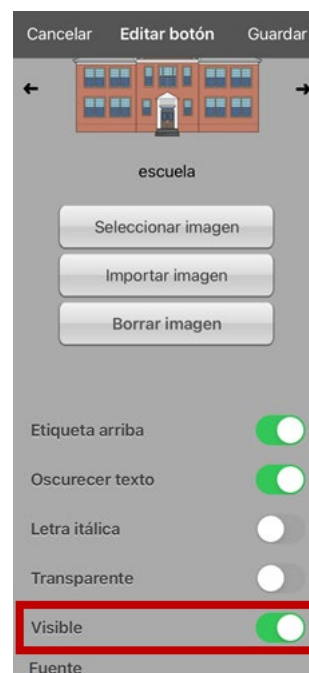 Cancelar Editar botón Guardar
escuela
Seleccionar imagen
Importar imagen
Borrar imagen
Etiqueta arriba
Oscurecer texto
Letra itálica
Transparente
Visible
Fuente